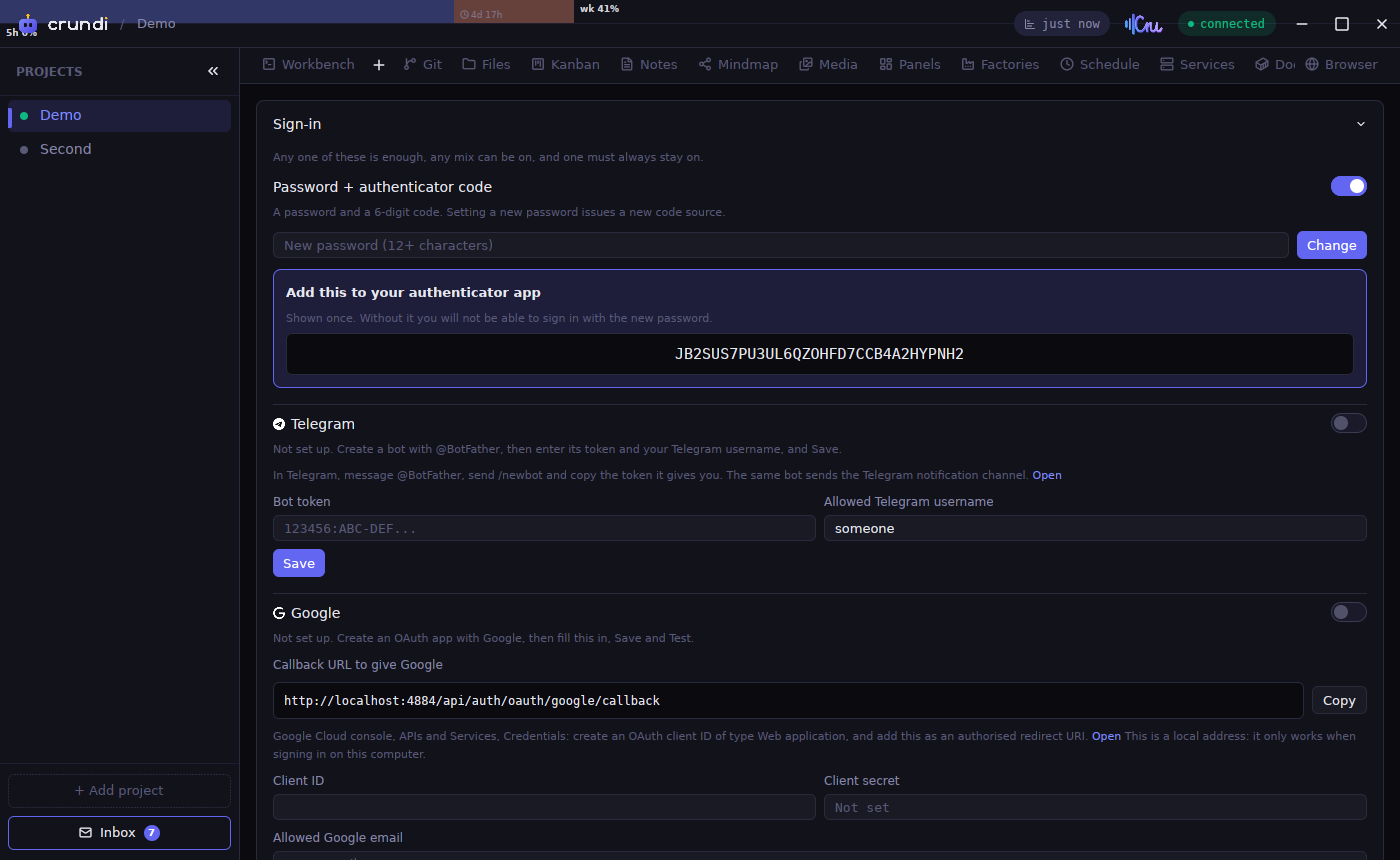 4d 17h
wk 41%
5h 0%
crundi / Demo
just now
Cru
connected
PROJECTS
Workbench
Git
Files
Kanban
Notes
Mindmap
Media
Panels
Factories
Schedule
Services
Browser
Demo
Second
Sign-in
Any one of these is enough, any mix can be on, and one must always stay on.
Password + authenticator code
A password and a 6-digit code. Setting a new password issues a new code source.
New password (12+ characters)
Change
Add this to your authenticator app
Shown once. Without it you will not be able to sign in with the new password.
JB2SUS7PU3UL6QZOHFD7CCB4A2HYPNH2
Telegram
Not set up. Create a bot with @BotFather, then enter its token and your Telegram username, and Save.
In Telegram, message @BotFather, send /newbot and copy the token it gives you. The same bot sends the Telegram notification channel. Open
Bot token
Allowed Telegram username
123456:ABC-DEF...
someone
Save
Google
Not set up. Create an OAuth app with Google, then fill this in, Save and Test.
Callback URL to give Google
http://localhost:4884/api/auth/oauth/google/callback
Copy
Google Cloud console, APIs and Services, Credentials: create an OAuth client ID of type Web application, and add this as an authorised redirect URI. Open This is a local address: it only works when
signing in on this computer.
Client ID
Client secret
Not set
Allowed Google email
+ Add project
Inbox 7